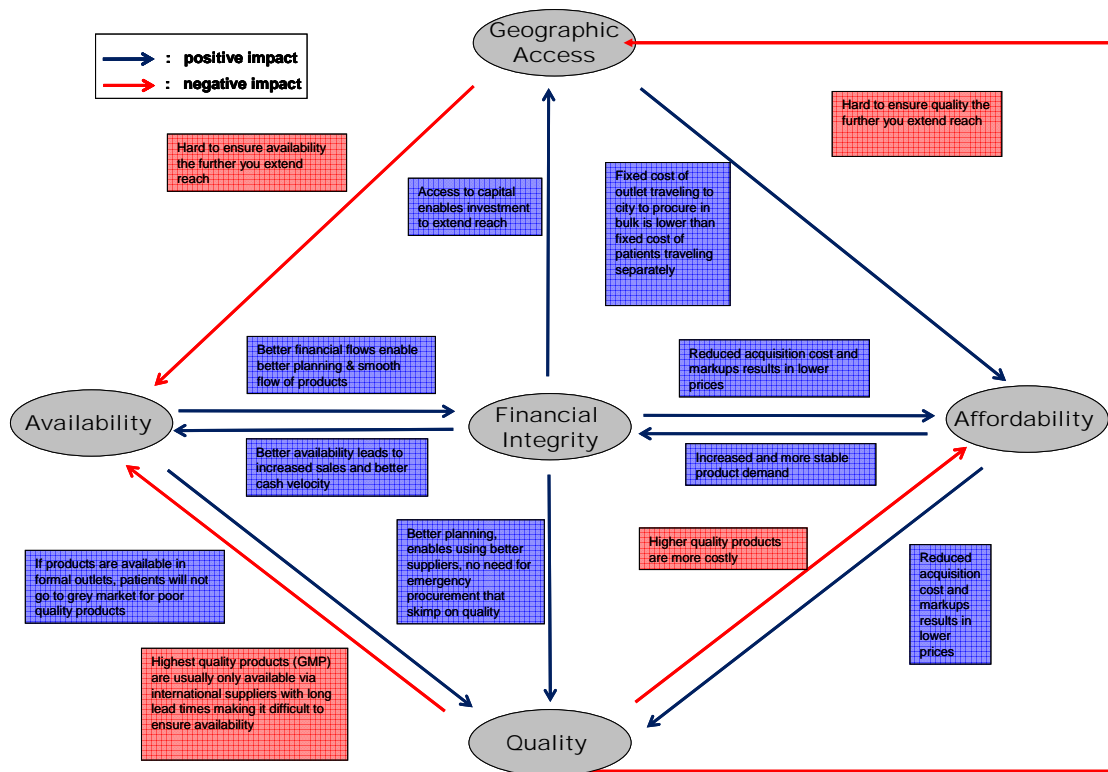 Geographic
Access
: positive impact
: negative impact
Hard to ensure availability
the further you extend
reach
Hard to ensure quality the
further you extend reach
Access to capital
enables investment
to extend reach
Fixed cost of
outlet traveling to
city to procure in
bulk is lower than
fixed cost of
patients traveling
separately
Better financial flows enable
better planning & smooth
flow of products
Reduced acquisition cost and
markups results in lower
prices
Availability
Financial
Integrity
Affordability
Better availability leads to
increased sales and better
cash velocity
Increased and more stable
product demand
If products are available in
formal outlets, patients will not
go to grey market for poor
quality products
Better planning,
enables using better
suppliers, no need for
emergency
procurement that
skimp on quality
Higher quality products
are more costly
Reduced
acquisition
cost and
markups
results in
lower
prices
Highest quality products (GMP)
are usually only available via
international suppliers with long
lead times making it difficult to
ensure availability
Quality